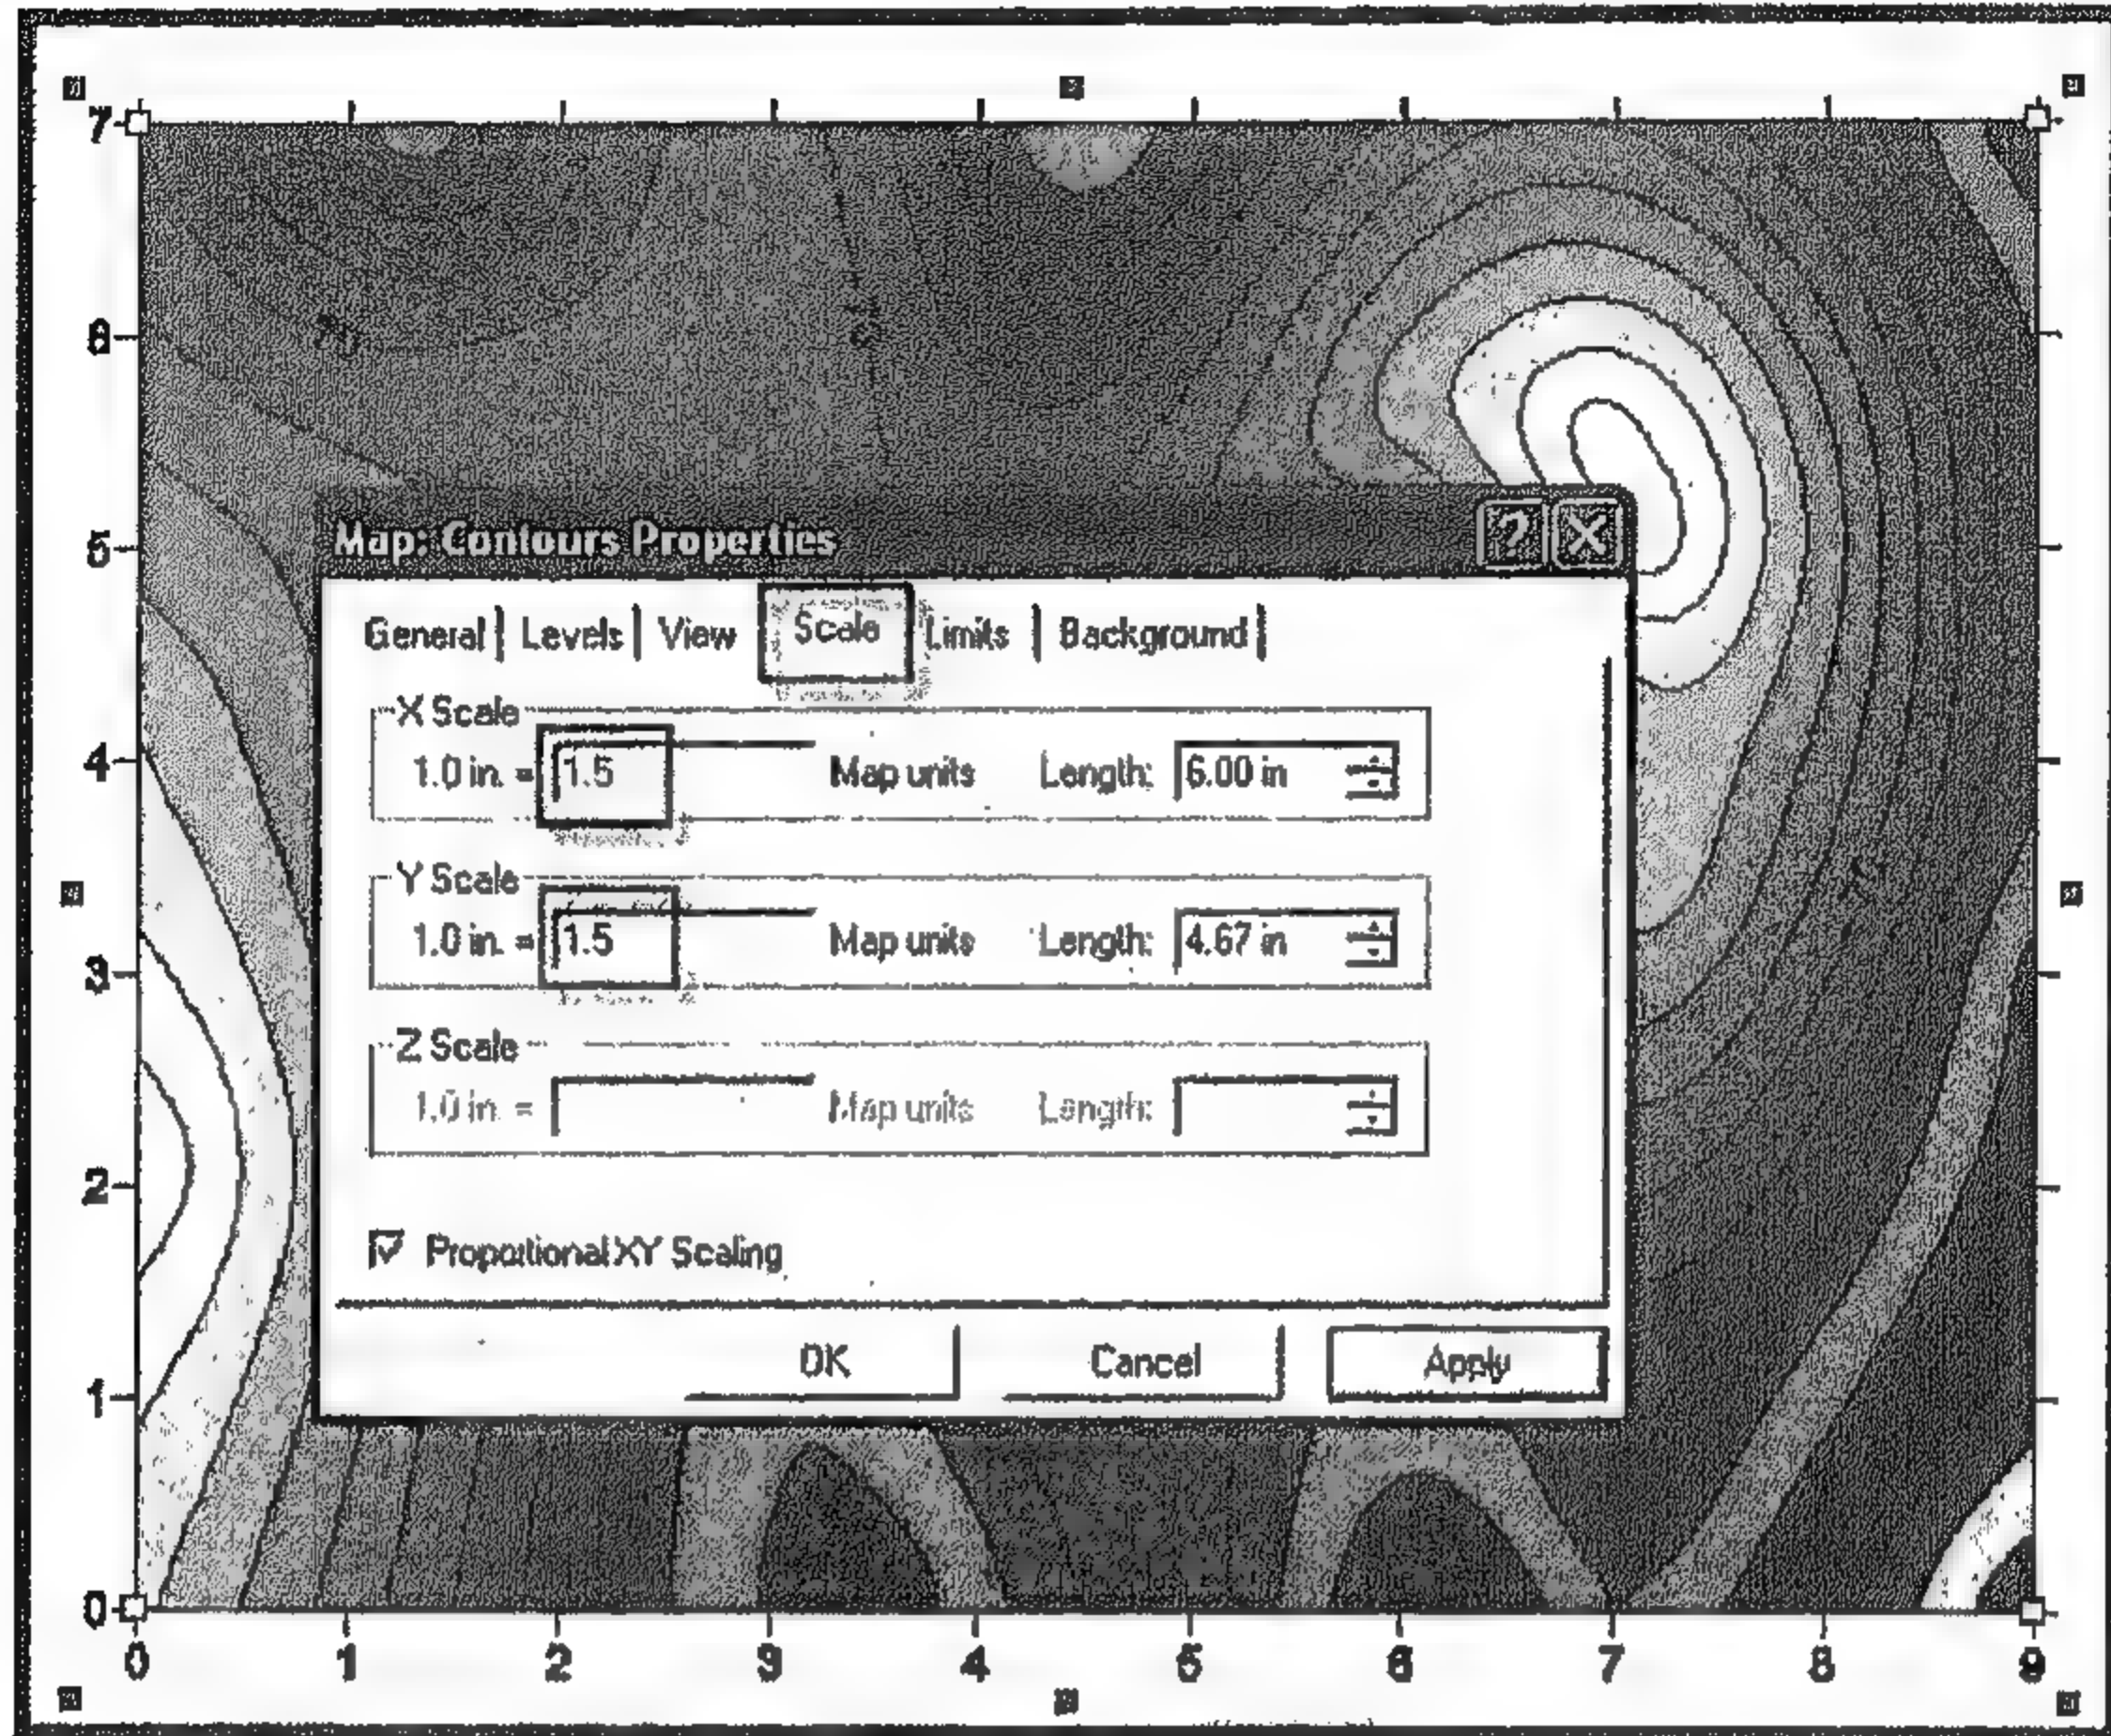 7
6
Map: Contours Properties ? X
5
General Levels View Scale Limits Background
X Scale
1.0 in. = 1.5 Map units Length: 6.00 in
4
Y Scale
1.0 in. = 1.5 Map units Length: 4.67 in
3
Z Scale
1.0 in. = Map units Length:
2
Proportional XY Scaling
OK Cancel Apply
1
0
0 1 2 3 4 5 6 7 8 9